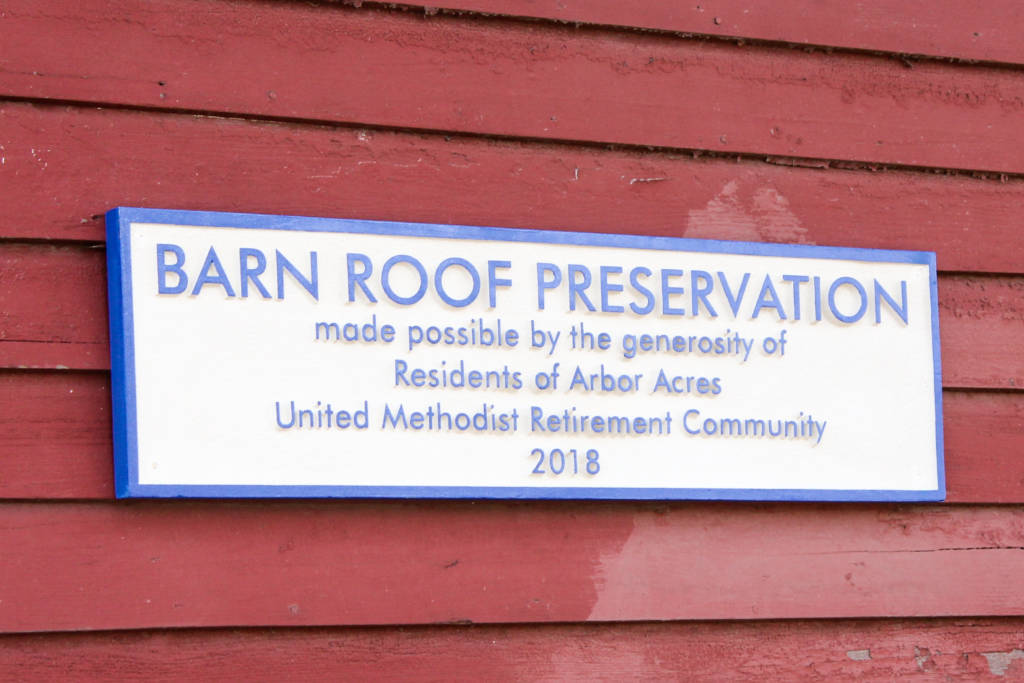 BARN ROOF PRESERVATION
made possible by the generosity of
Residents of Arbor Acres
United Methodist Retirement Community
2018